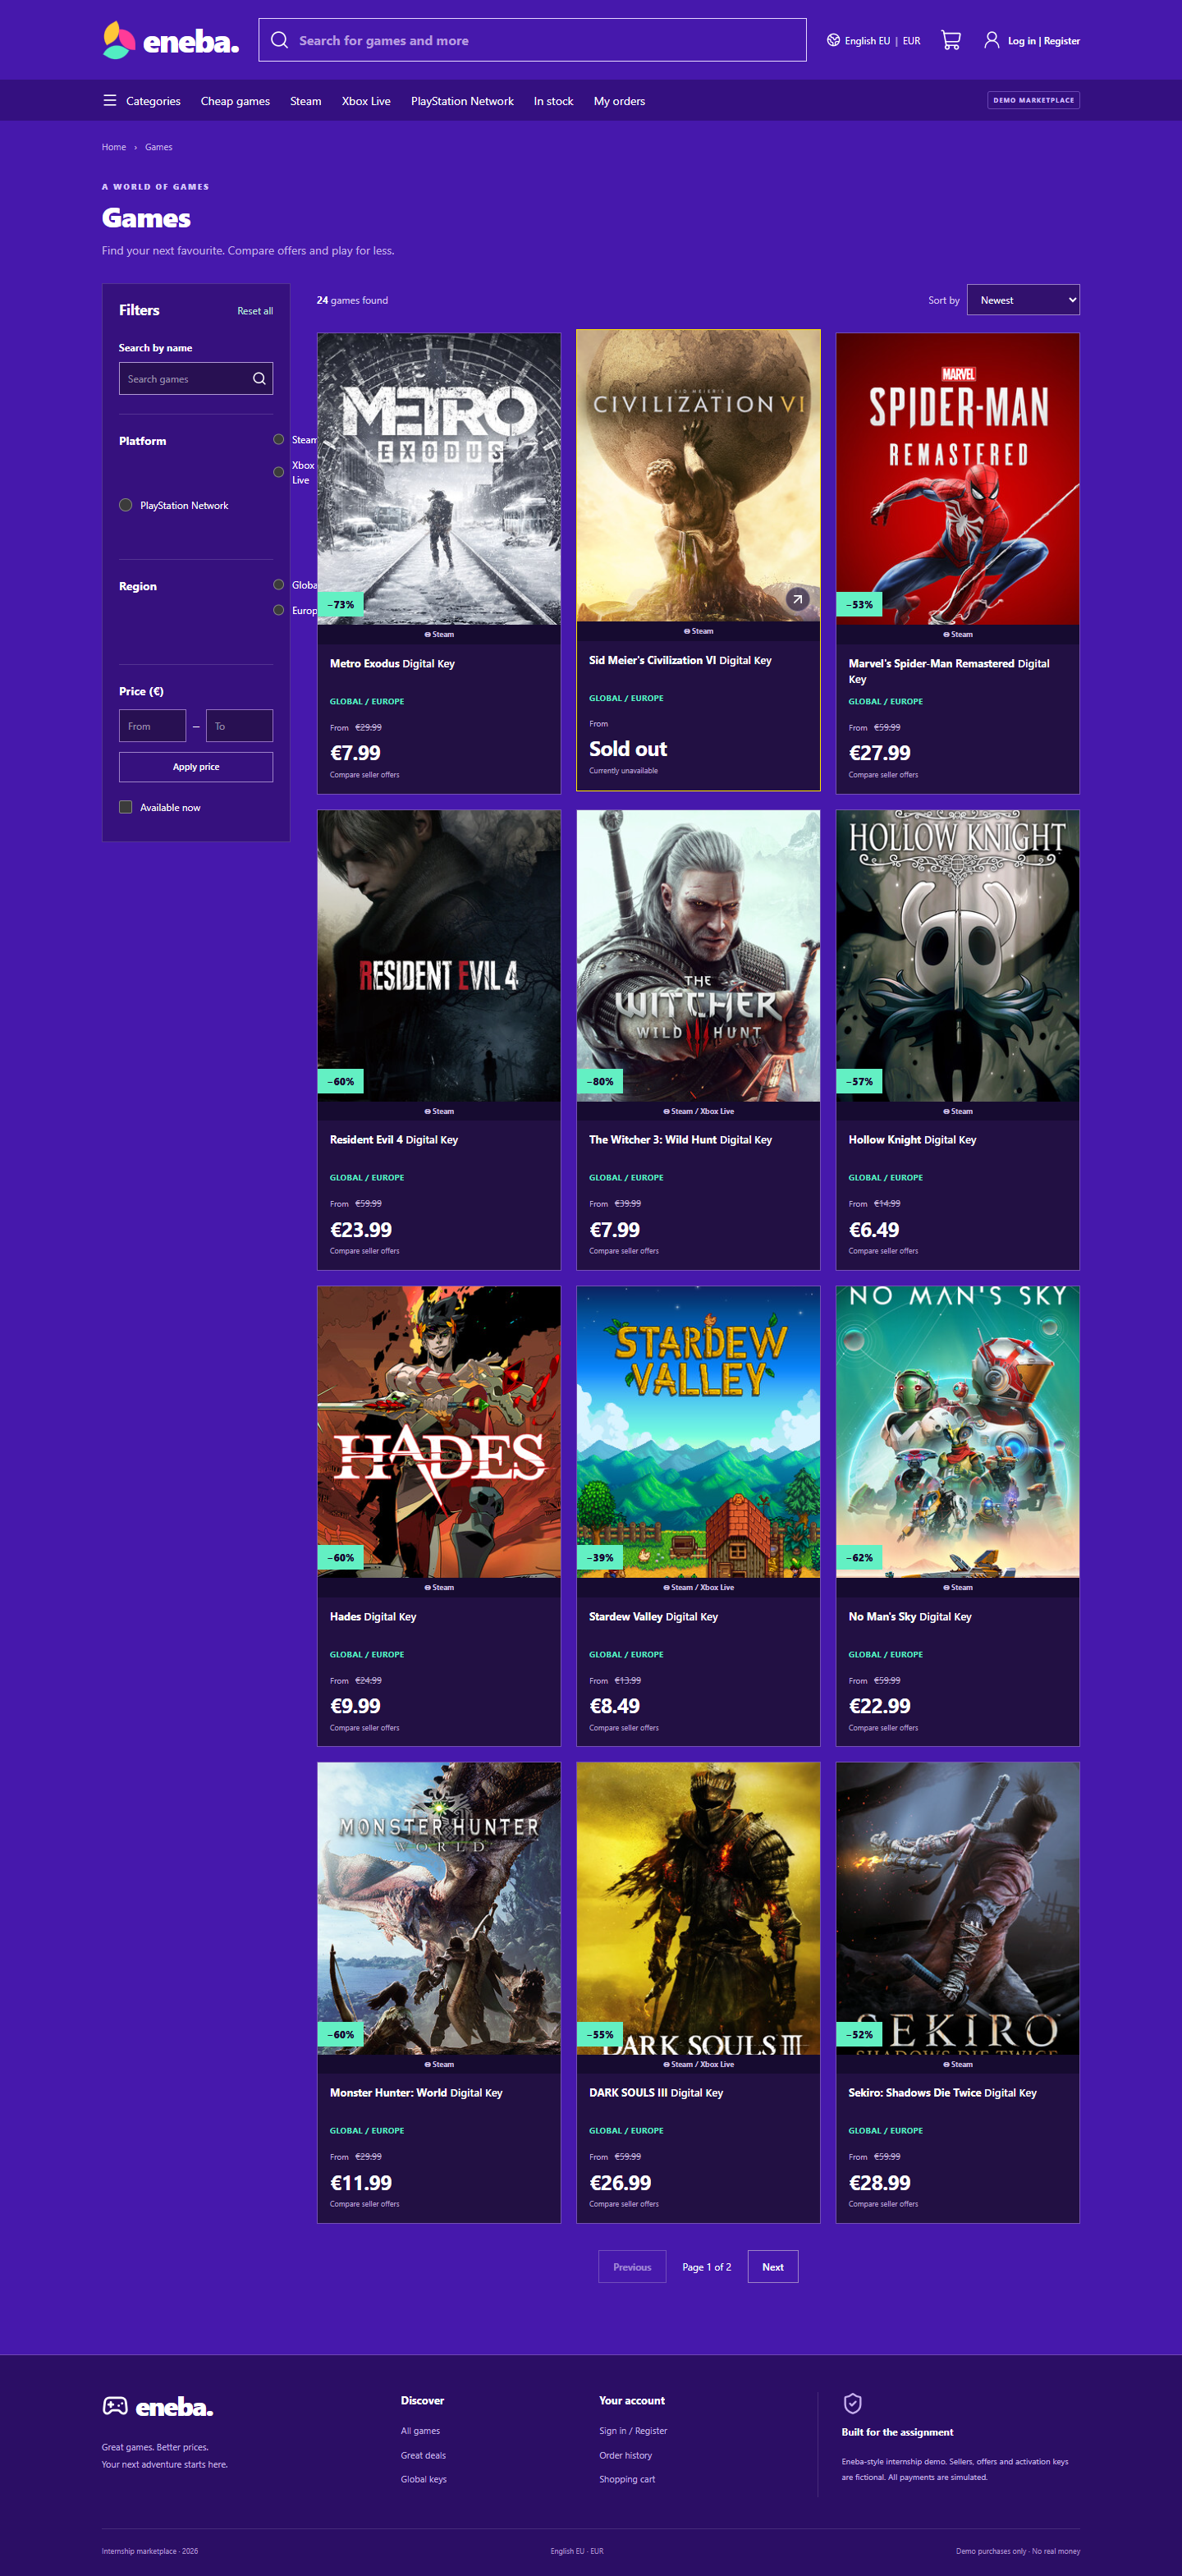 eneba.
Search for games and more
English EU | EUR
Log in | Register
Categories
Cheap games
Steam
Xbox Live
PlayStation Network
In stock
My orders
DEMO MARKETPLACE
Home › Games
A WORLD OF GAMES
Games
Find your next favourite. Compare offers and play for less.
Filters
Reset all
Search by name
Search games
Platform
Steam
Xbox
Live
PlayStation Network
Region
Globa
Europ
Price (€)
From
–
To
Apply price
Available now
24 games found
Sort by
Newest
METRO
EXODUS
–73%
Steam
Metro Exodus Digital Key
GLOBAL / EUROPE
From €29.99
€7.99
Compare seller offers
SID MEIER'S
CIVILIZATION VI
Steam
Sid Meier's Civilization VI Digital Key
GLOBAL / EUROPE
From
Sold out
Currently unavailable
MARVEL
SPIDER-MAN
REMASTERED
–53%
Steam
Marvel's Spider-Man Remastered Digital
Key
GLOBAL / EUROPE
From €59.99
€27.99
Compare seller offers
RESIDENT EVIL 4
–60%
Steam
Resident Evil 4 Digital Key
GLOBAL / EUROPE
From €59.99
€23.99
Compare seller offers
THE
WITCHER
WILD HUNT
–80%
Steam / Xbox Live
The Witcher 3: Wild Hunt Digital Key
GLOBAL / EUROPE
From €39.99
€7.99
Compare seller offers
HOLLOW KNIGHT
–57%
Steam
Hollow Knight Digital Key
GLOBAL / EUROPE
From €14.99
€6.49
Compare seller offers
HADES
–60%
Steam
Hades Digital Key
GLOBAL / EUROPE
From €24.99
€9.99
Compare seller offers
STARDEW
VALLEY
–39%
Steam / Xbox Live
Stardew Valley Digital Key
GLOBAL / EUROPE
From €13.99
€8.49
Compare seller offers
NO MAN'S SKY
–62%
Steam
No Man's Sky Digital Key
GLOBAL / EUROPE
From €59.99
€22.99
Compare seller offers
MONSTER HUNTER
WORLD
–60%
Steam
Monster Hunter: World Digital Key
GLOBAL / EUROPE
From €29.99
€11.99
Compare seller offers
DARK SOULS III
–55%
Steam / Xbox Live
DARK SOULS III Digital Key
GLOBAL / EUROPE
From €59.99
€26.99
Compare seller offers
SEKIRO
SHADOWS DIE TWICE
–52%
Steam
Sekiro: Shadows Die Twice Digital Key
GLOBAL / EUROPE
From €59.99
€28.99
Compare seller offers
Previous
Page 1 of 2
Next
eneba.
Great games. Better prices.
Your next adventure starts here.
Discover
All games
Great deals
Global keys
Your account
Sign in / Register
Order history
Shopping cart
Built for the assignment
Eneba-style internship demo. Sellers, offers and activation keys
are fictional. All payments are simulated.
Internship marketplace · 2026
English EU · EUR
Demo purchases only · No real money